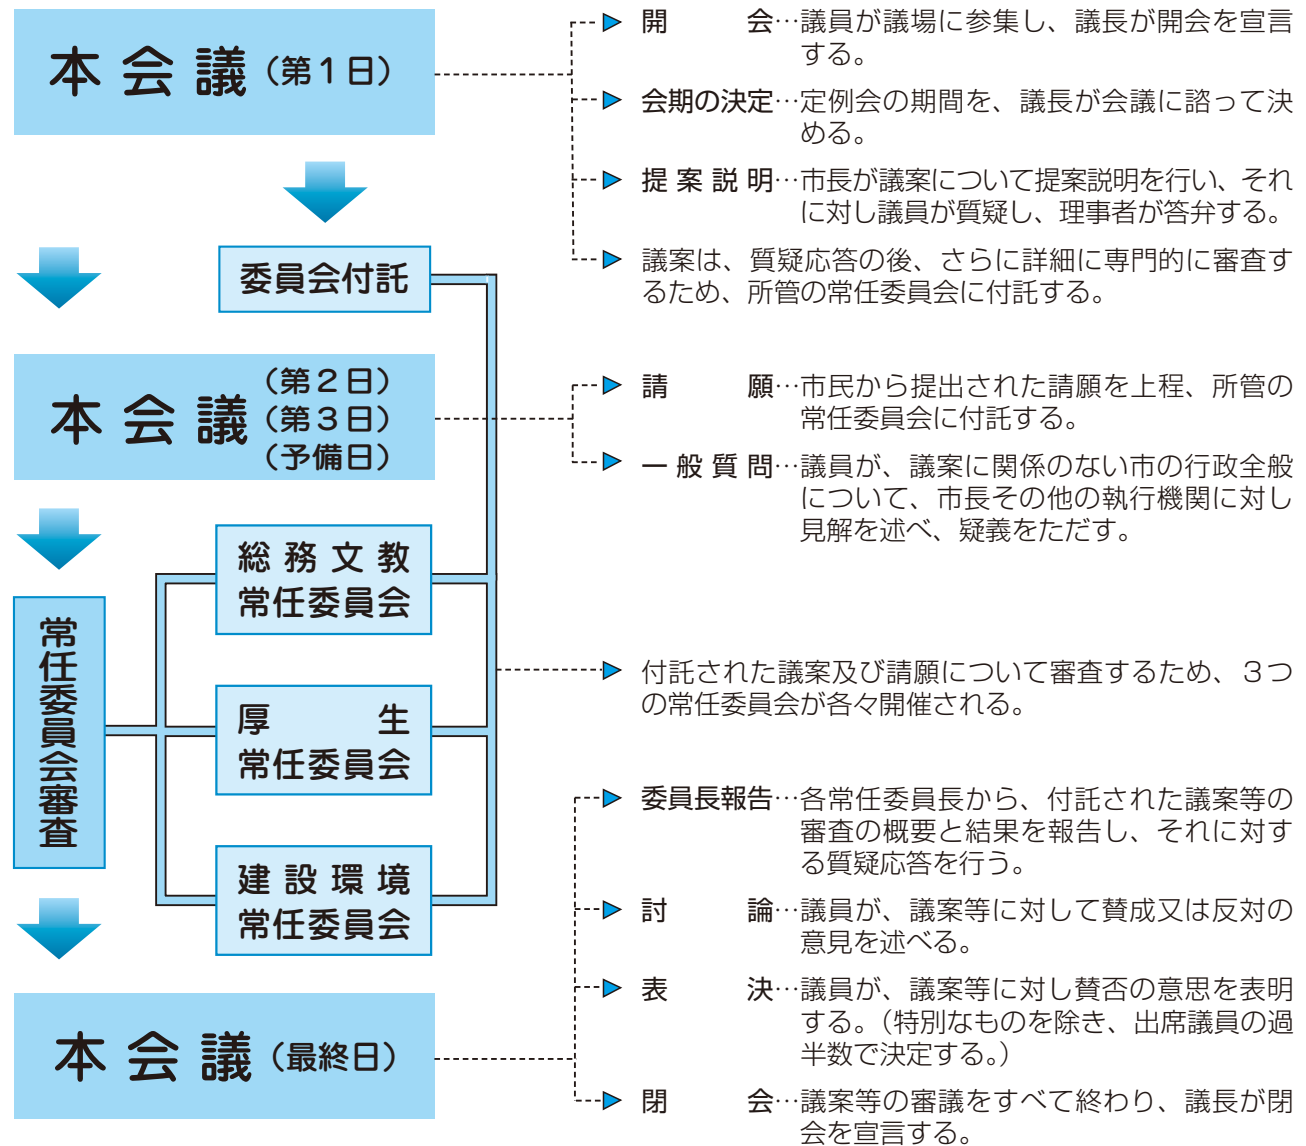 本会議（第１日）
開会…議員が議場に参集し、議長が開会を宣言
する。
会期の決定…定例会の期間を、議長が会議に諮って決
める。
提案説明…市長が議案について提案説明を行い、それ
に対し議員が質疑し、理事者が答弁する。
議案は、質疑応答の後、さらに詳細に専門的に審査す
るため、所管の常任委員会に付託する。
委員会付託
本会議
（第２日）
（第３日）
（予備日）
請願…市民から提出された請願を上程、所管の
常任委員会に付託する。
一般質問…議員が、議案に関係のない市の行政全般
について、市長その他の執行機関に対し
見解を述べ、疑義をただす。
常任委員会審査
総務文教
常任委員会
厚生
常任委員会
建設環境
常任委員会
付託された議案及び請願について審査するため、３つ
の常任委員会が各々開催される。
本会議（最終日）
委員長報告…各常任委員長から、付託された議案等の
審査の概要と結果を報告し、それに対す
る質疑応答を行う。
討論…議員が、議案等に対して賛成又は反対の
意見を述べる。
表決…議員が、議案等に対し賛否の意思を表明
する。（特別なものを除き、出席議員の過
半数で決定する。）
閉会…議案等の審議をすべて終わり、議長が閉
会を宣言する。